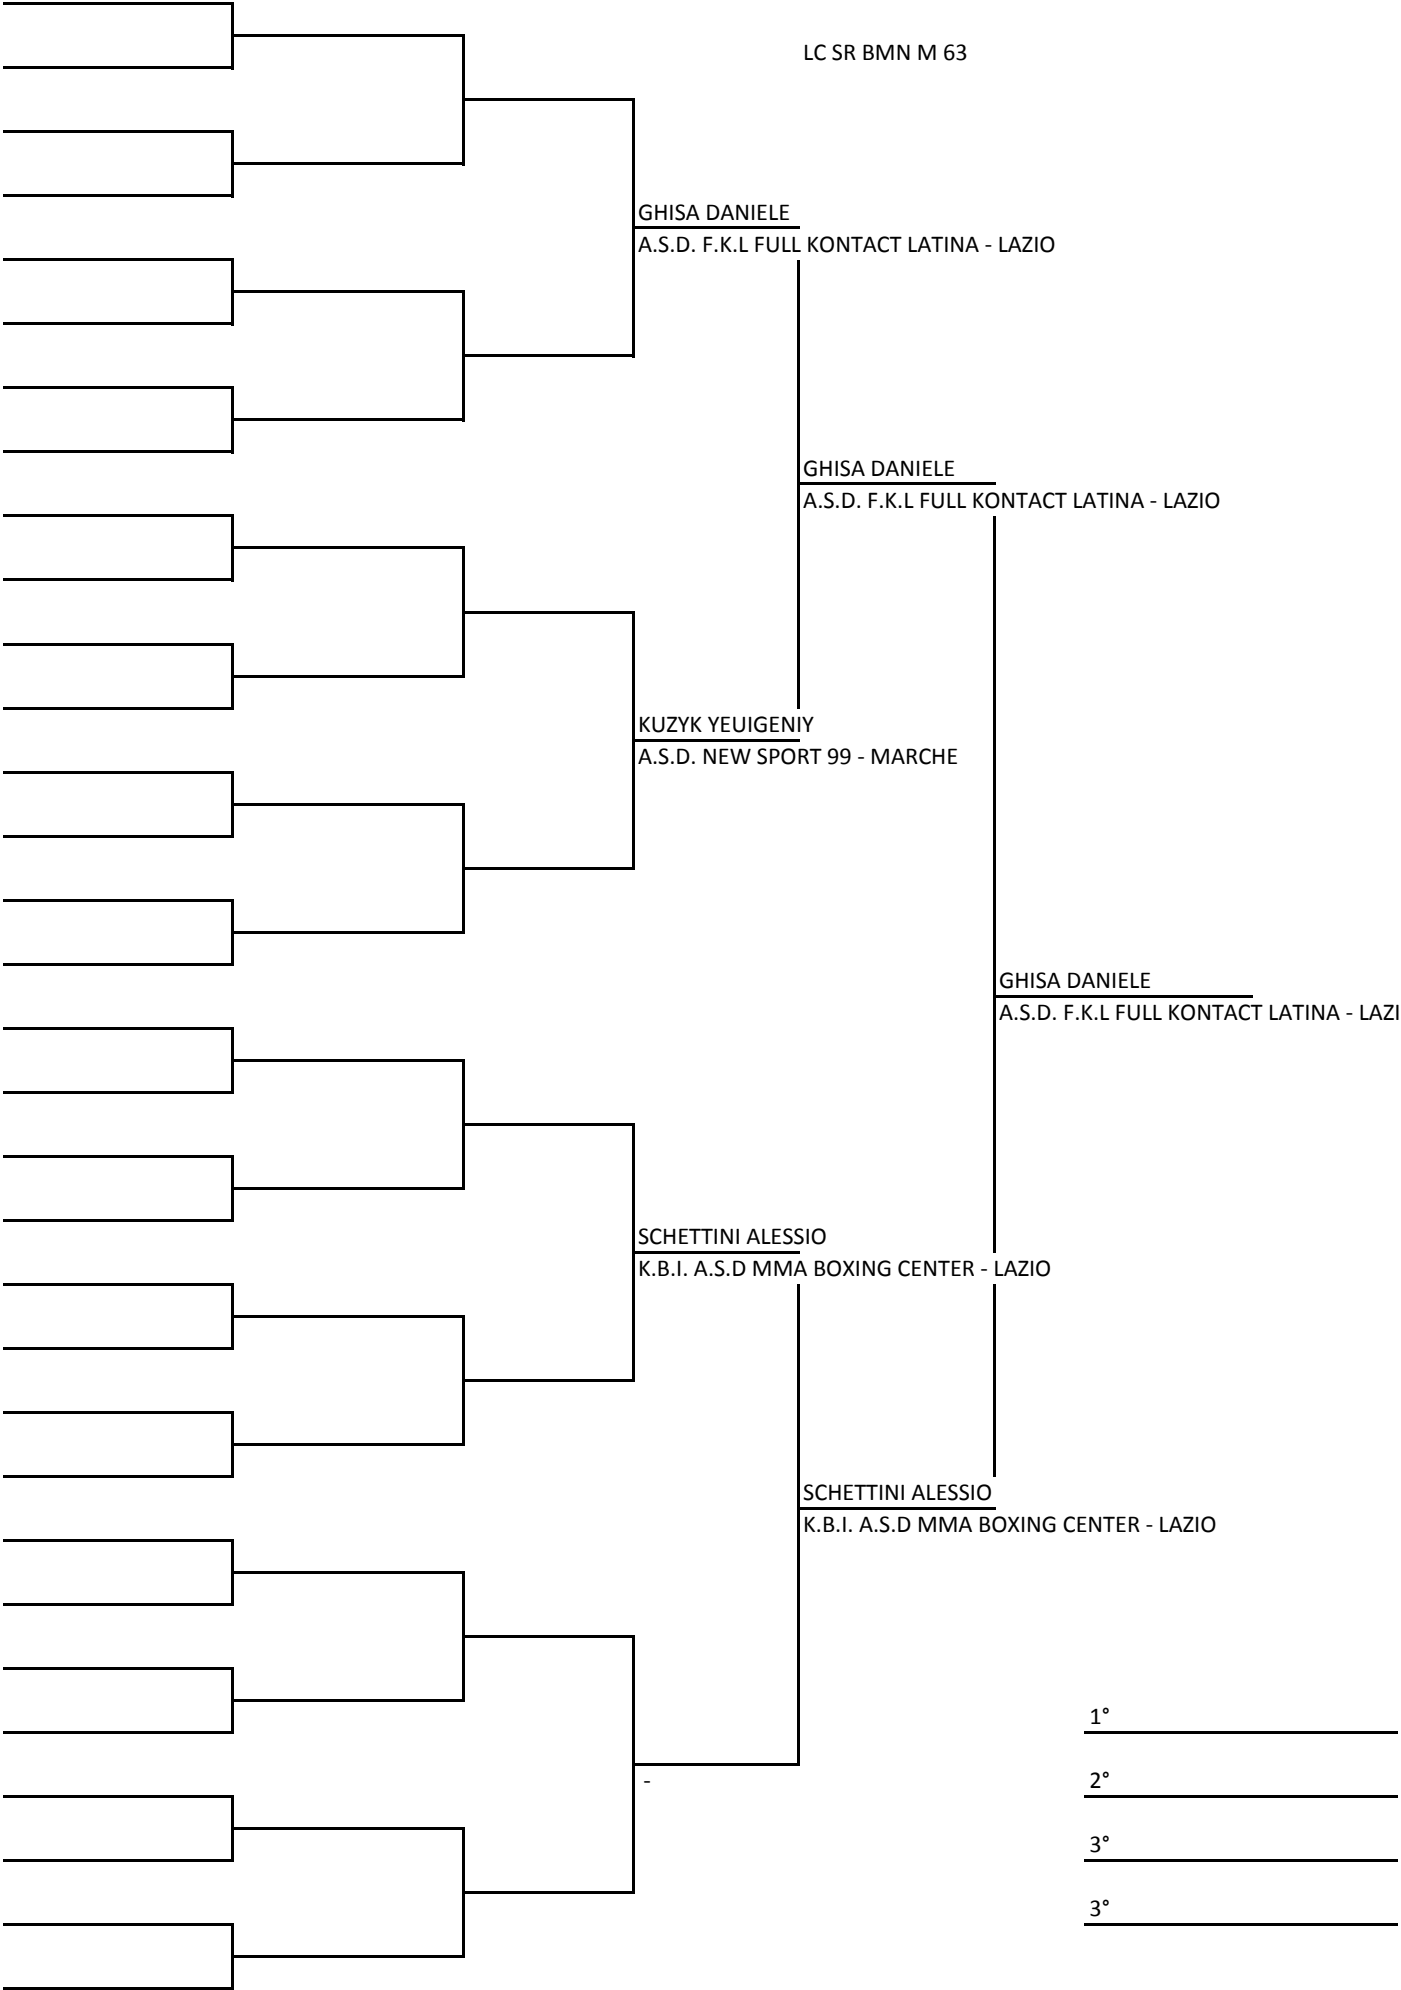 LC SR BMN M 63
GHISA DANIELE
A.S.D. F.K.L FULL KONTACT LATINA - LAZIO
GHISA DANIELE
A.S.D. F.K.L FULL KONTACT LATINA - LAZIO
KUZYK YEUIGENIY
A.S.D. NEW SPORT 99 - MARCHE
GHISA DANIELE
A.S.D. F.K.L FULL KONTACT LATINA - LAZI
SCHETTINI ALESSIO
K.B.I. A.S.D MMA BOXING CENTER - LAZIO
SCHETTINI ALESSIO
K.B.I. A.S.D MMA BOXING CENTER - LAZIO
1°
-
2°
3°
3°